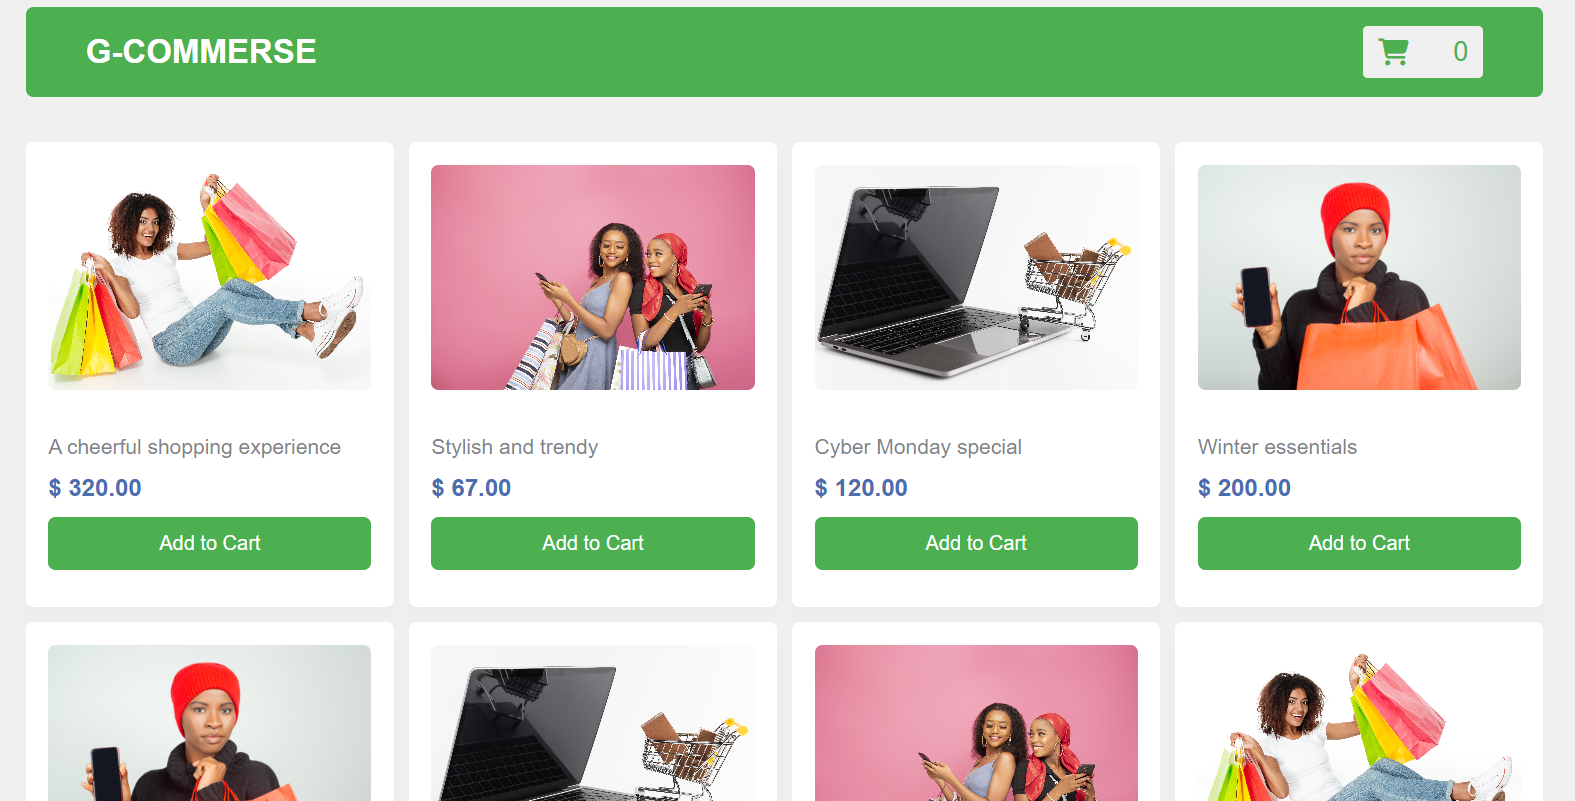 G-COMMERSE
0
A cheerful shopping experience
$ 320.00
Add to Cart
Stylish and trendy
$ 67.00
Add to Cart
Cyber Monday special
$ 120.00
Add to Cart
Winter essentials
$ 200.00
Add to Cart